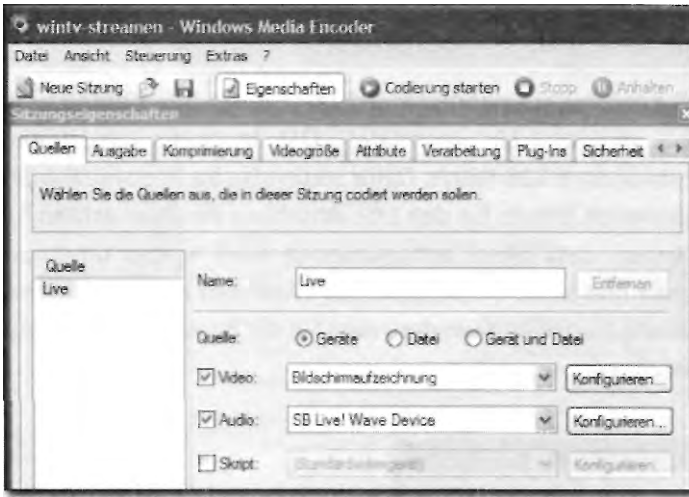 wintv-streamen - Windows Media Encoder
Datei Ansicht Steuerung Extras ?
Neue Sitzung Eigenschaften Codierung starten Stopp Anhalten
Sitzungseigenschaften
Quellen Ausgabe Komprimierung Videogröße Attribute Verarbeitung Plug-Ins Sicherheit
Wählen Sie die Quellen aus, die in dieser Sitzung codiert werden sollen.
Quelle
Live
Name: Live Entfernen
Quelle: Geräte Datei Gerät und Datei
Video: Bildschirmaufzeichnung Konfigurieren...
Audio: SB Live! Wave Device Konfigurieren...
Skript: (Standardseitengerät) Konfigurieren...